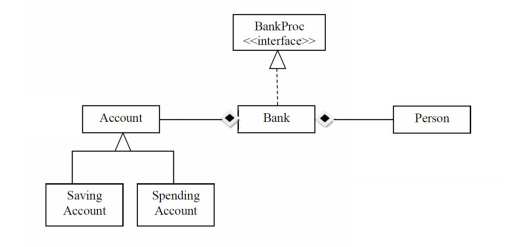 BankProc
<<interface>>
Account
Bank
Person
Saving
Account
Spending
Account